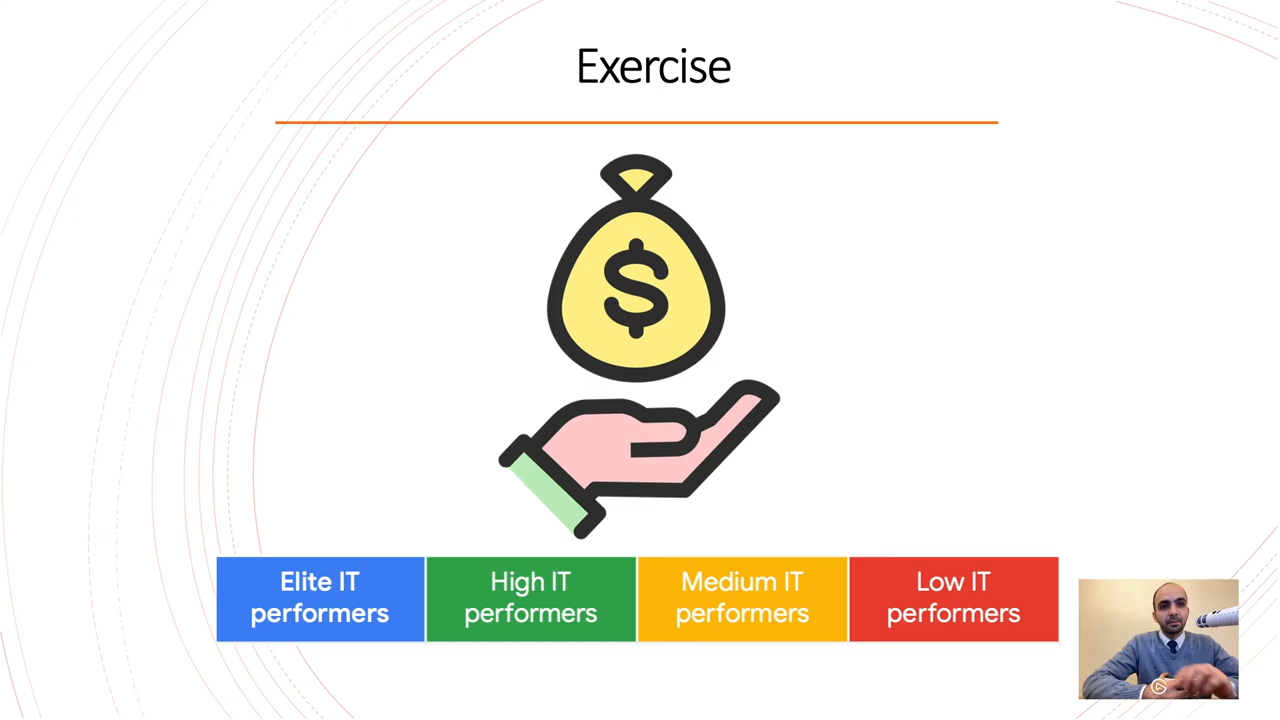 Exercise
$
Elite IT
performers
High IT
performers
Medium IT
performers
Low IT
performers